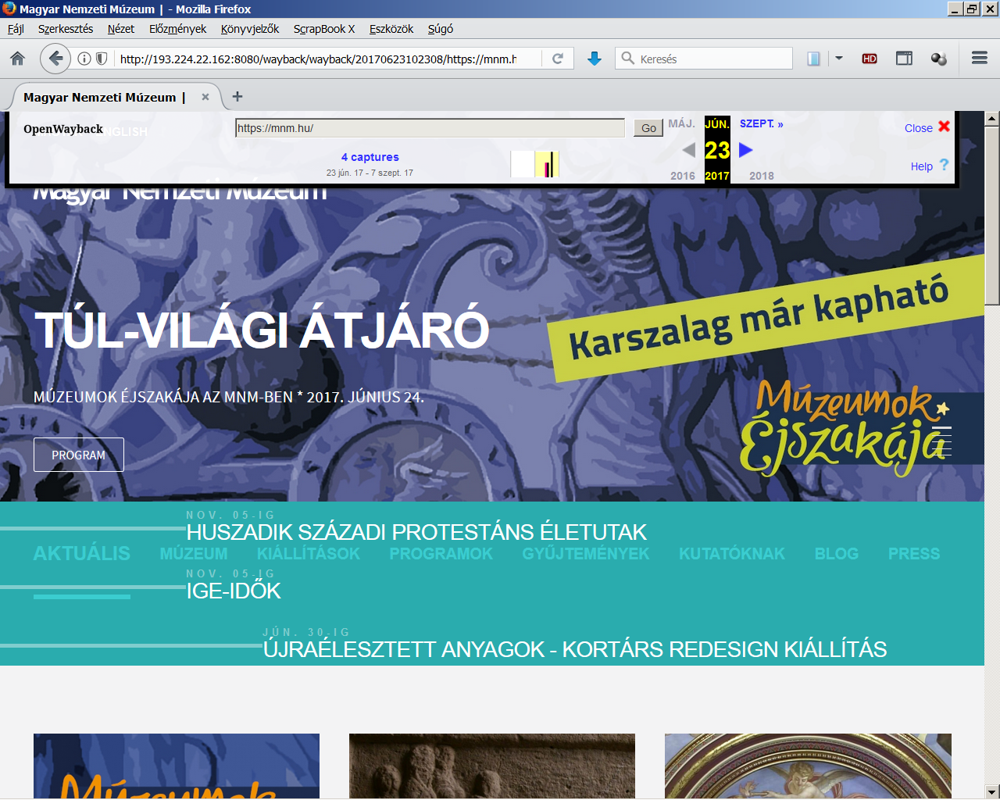 Magyar Nemzeti Múzeum | - Mozilla Firefox
Fájl Szerkesztés Nézet Előzmények Könyvjelzők ScrapBook X Eszközök Súgó
http://193.224.22.162:8080/wayback/wayback/20170623102308/https://mnm.h
Keresés
HD
Magyar Nemzeti Múzeum |
OpenWayback
ENGLISH
https://mnm.hu/
Go
MÁJ. JÚN. SZEPT. »
Close
4 captures
23
23 jún. 17 - 7 szept. 17
Help ?
2016 2017 2018
Magyar Nemzeti Múzeum
TÚL-VILÁGI ÁTJÁRÓ
Karszalag már kapható
MÚZEUMOK ÉJSZAKÁJA AZ MNM-BEN * 2017. JÚNIUS 24.
Múzeumok
Éjszakája
PROGRAM
NOV. 05-IG
HUSZADIK SZÁZADI PROTESTÁNS ÉLETUTAK
AKTUÁLIS MÚZEUM KIÁLLÍTÁSOK PROGRAMOK GYŰJTEMÉNYEK KUTATÓKNAK BLOG PRESS
NOV. 05-IG
IGE-IDŐK
JÚN. 30-IG
ÚJRAÉLESZTETT ANYAGOK - KORTÁRS REDESIGN KIÁLLÍTÁS
Múzeumok